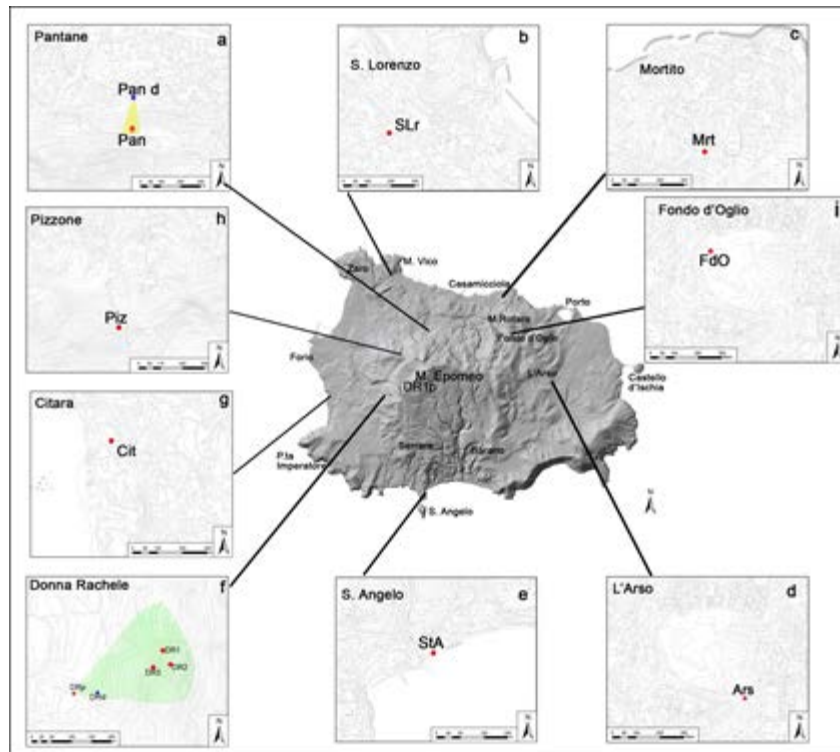 Pantane
a
Pan d
Pan
N
b
S. Lorenzo
SLr
N
c
Mortito
Mrt
N
Pizzone
h
Piz
N
Fondo d'Oglio
i
FdO
N
Zaro
M. Vico
Casamicciola
Porto
M.Rotaro
Fondo d'Oglio
Forio
M. Epomeo
DR1p
L'Arso
Castello
d'Ischia
Serrara
Barano
P.ta
Imperatore
S. Angelo
N
Citara
g
Cit
N
Donna Rachele
f
DR1
DR2
DR3
N
S. Angelo
e
StA
N
L'Arso
d
Ars
N